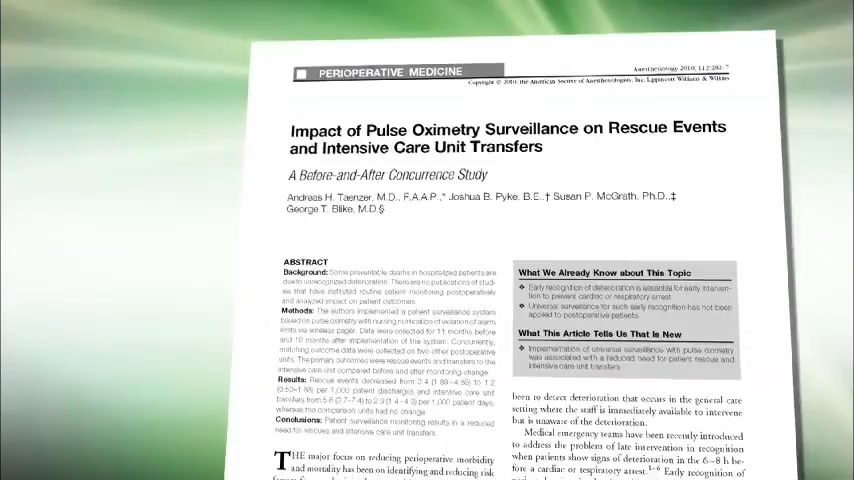 PERIOPERATIVE MEDICINE
Anesthesiology 2010; 112:282-7
Copyright © 2010, the American Society of Anesthesiologists, Inc. Lippincott Williams & Wilkins
Impact of Pulse Oximetry Surveillance on Rescue Events
and Intensive Care Unit Transfers
A Before-and-After Concurrence Study
Andreas H. Taenzer, M.D., F.A.A.P.,* Joshua B. Pyke, B.E.,† Susan P. McGrath, Ph.D.,‡
George T. Blike, M.D.§
ABSTRACT
Background: Some preventable deaths in hospitalized patients are
due to unrecognized deterioration. There are no publications of stud-
ies that have instituted routine patient monitoring postoperatively
and analyzed impact on patient outcomes.
Methods: The authors implemented a patient surveillance system
based on pulse oximetry with nursing notification of violation of alarm
limits via wireless pager. Data were collected for 11 months before
and 10 months after implementation of the system. Concurrently,
matching outcome data were collected on two other postoperative
units. The primary outcomes were rescue events and transfers to the
intensive care unit compared before and after monitoring change.
Results: Rescue events decreased from 3.4 (1.89-4.85) to 1.2
(0.53-1.88) per 1,000 patient discharges and intensive care unit
transfers from 5.6 (3.7-7.4) to 2.9 (1.4-4.3) per 1,000 patient days,
whereas the comparison units had no change.
Conclusions: Patient surveillance monitoring results in a reduced
need for rescues and intensive care unit transfers.
THE major focus on reducing perioperative morbidity
and mortality has been on identifying and reducing risk
What We Already Know about This Topic
❖ Early recognition of deterioration is essential for early interven-
tion to prevent cardiac or respiratory arrest
❖ Universal surveillance for such early recognition has not been
applied to postoperative patients
What This Article Tells Us That Is New
❖ Implementation of universal surveillance with pulse oximetry
was associated with a reduced need for patient rescue and
intensive care unit transfers
been to detect deterioration that occurs in the general care
setting where the staff is immediately available to intervene
but is unaware of the deterioration.
Medical emergency teams have been recently introduced
to address the problem of late intervention in recognition
when patients show signs of deterioration in the 6–8 h be-
fore a cardiac or respiratory arrest.1–6 Early recognition of